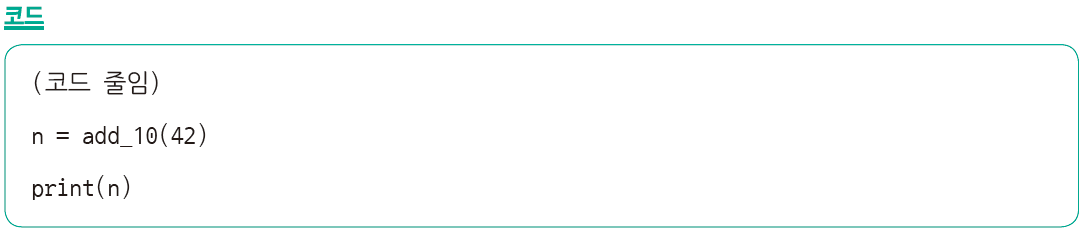 코드
(코드 줄임)
n = add_10(42)
print(n)